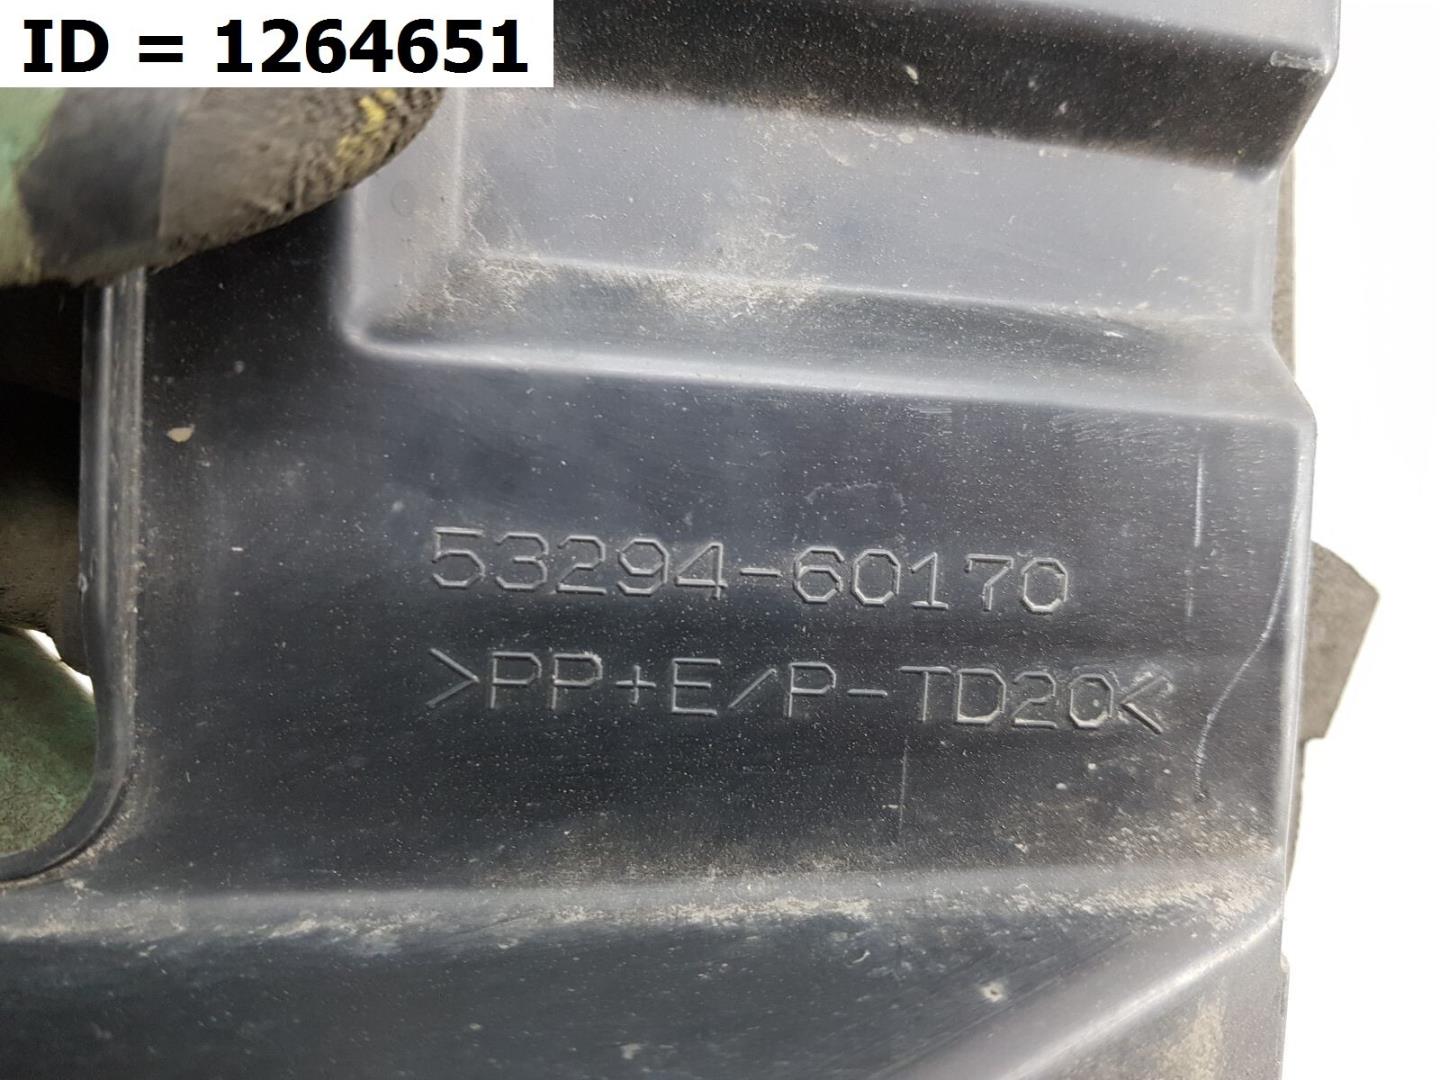 ID = 1264651
53294-60170
>PP+E/P-TD20<